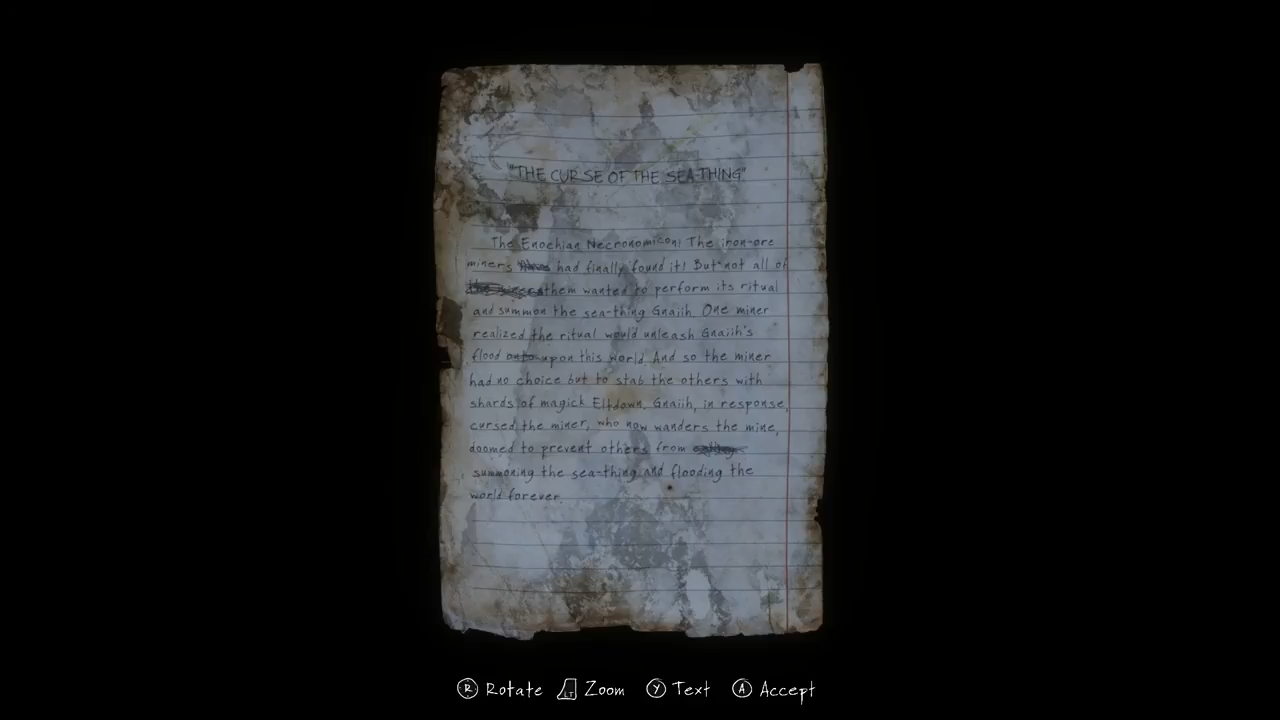 "THE CURSE OF THE SEA-THING"
The Enochian Necronomicon! The iron-ore
miners had finally found it! But not all of
them wanted to perform its ritual
and summon the sea-thing Gnaiih. One miner
realized the ritual would unleash Gnaiih's
flood onto upon this world. And so the miner
had no choice but to stab the others with
shards of magick Eltdown. Gnaiih, in response,
cursed the miner, who now wanders the mine,
doomed to prevent others from
summoning the sea-thing and flooding the
world forever.
R Rotate LT Zoom Y Text A Accept